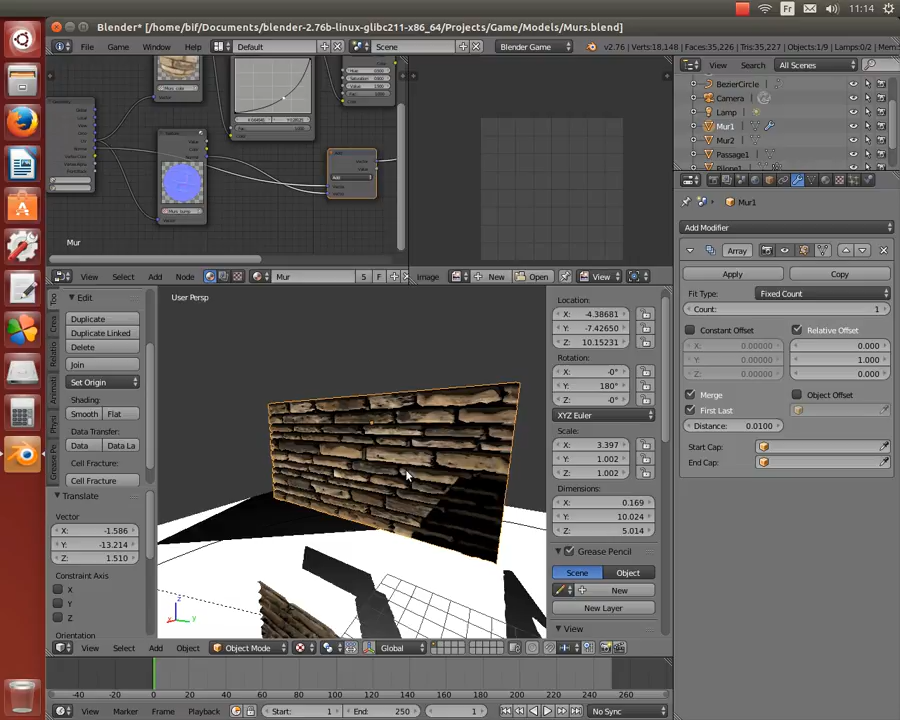 Fr
11:14
Blender* [/home/bif/Documents/blender-2.76b-linux-glibc211-x86_64/Projects/Game/Models/Murs.blend]
File Game Window Help Default Scene Blender Game v2.76 | Verts:18,148 | Faces:35,226 | Tris:35,227 | Objects:1/9 | Lamps:0/2 | Mem:
View Search All Scenes
BezierCircle
Camera
Lamp
Mur1
Mur2
Passage1
Mur1
Add Modifier
Array
Apply Copy
Fit Type: Fixed Count
Count: 1
Constant Offset Relative Offset
X: 0.00000 0.000
Y: 0.00000 1.000
Z: 0.00000 0.000
Merge Object Offset
First Last
Distance: 0.0100
Start Cap:
End Cap:
Mur
View Select Add Node Mur 5 F
Image New Open View
User Persp
Edit
Duplicate
Duplicate Linked
Delete
Join
Set Origin
Shading:
Smooth Flat
Data Transfer:
Data Data La
Cell Fracture:
Cell Fracture
Translate
Vector
X: -1.586
Y: -13.214
Z: 1.510
Constraint Axis
X
Y
Z
Orientation
Too
Crea
Relatio
Animati
Physi
Grease Pe
Location:
X: -4.38681
Y: -7.42650
Z: 10.15231
Rotation:
X: -0°
Y: 180°
Z: -0°
XYZ Euler
Scale:
X: 3.397
Y: 1.002
Z: 1.002
Dimensions:
X: 0.169
Y: 10.024
Z: 5.014
Grease Pencil
Scene Object
New
New Layer
View
View Select Add Object Object Mode Global
-40 -20 0 20 40 60 80 100 120 140 160 180 200 220 240 260
View Marker Frame Playback Start: 1 End: 250 1 No Sync